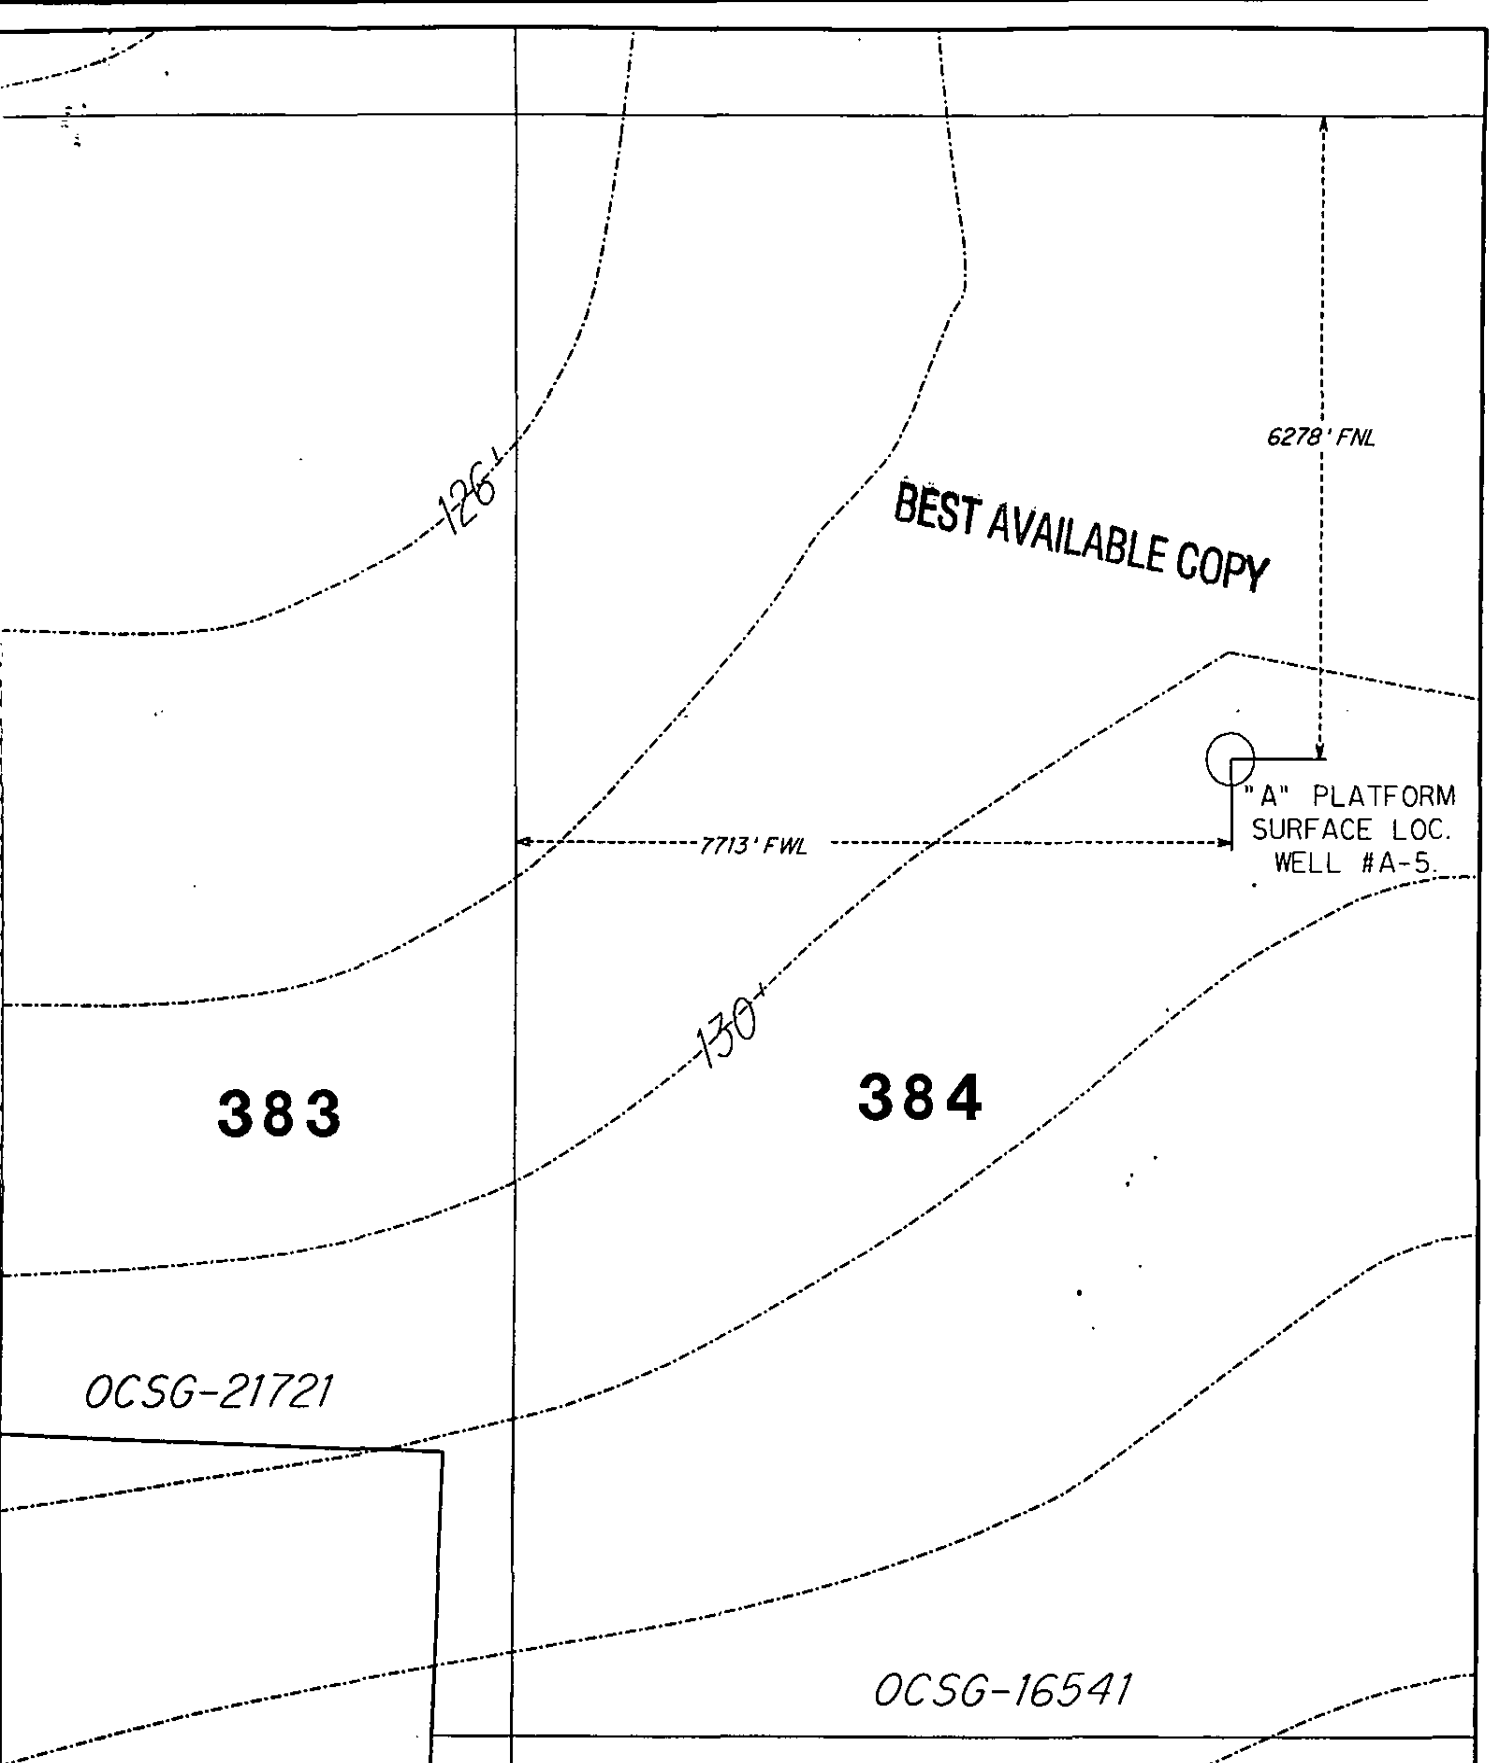 6278' FNL
126'
BEST AVAILABLE COPY
"A" PLATFORM
SURFACE LOC.
WELL #A-5.
7713' FWL
130'
383
384
OCSG-21721
OCSG-16541